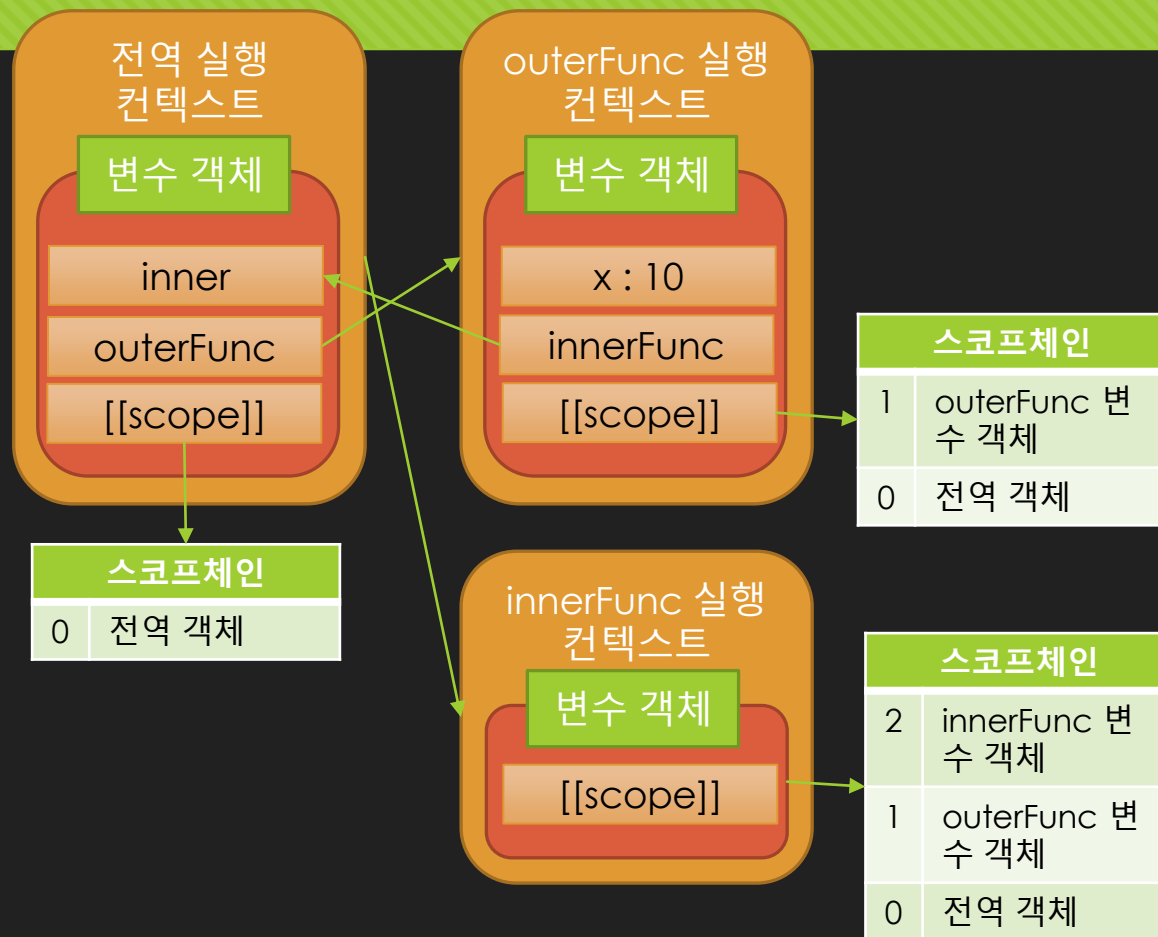 전역 실행
컨텍스트
변수 객체
inner
outerFunc
[[scope]]
스코프체인
0 전역 객체
outerFunc 실행
컨텍스트
변수 객체
x : 10
innerFunc
[[scope]]
스코프체인
1 outerFunc 변
수 객체
0 전역 객체
innerFunc 실행
컨텍스트
변수 객체
[[scope]]
스코프체인
2 innerFunc 변
수 객체
1 outerFunc 변
수 객체
0 전역 객체